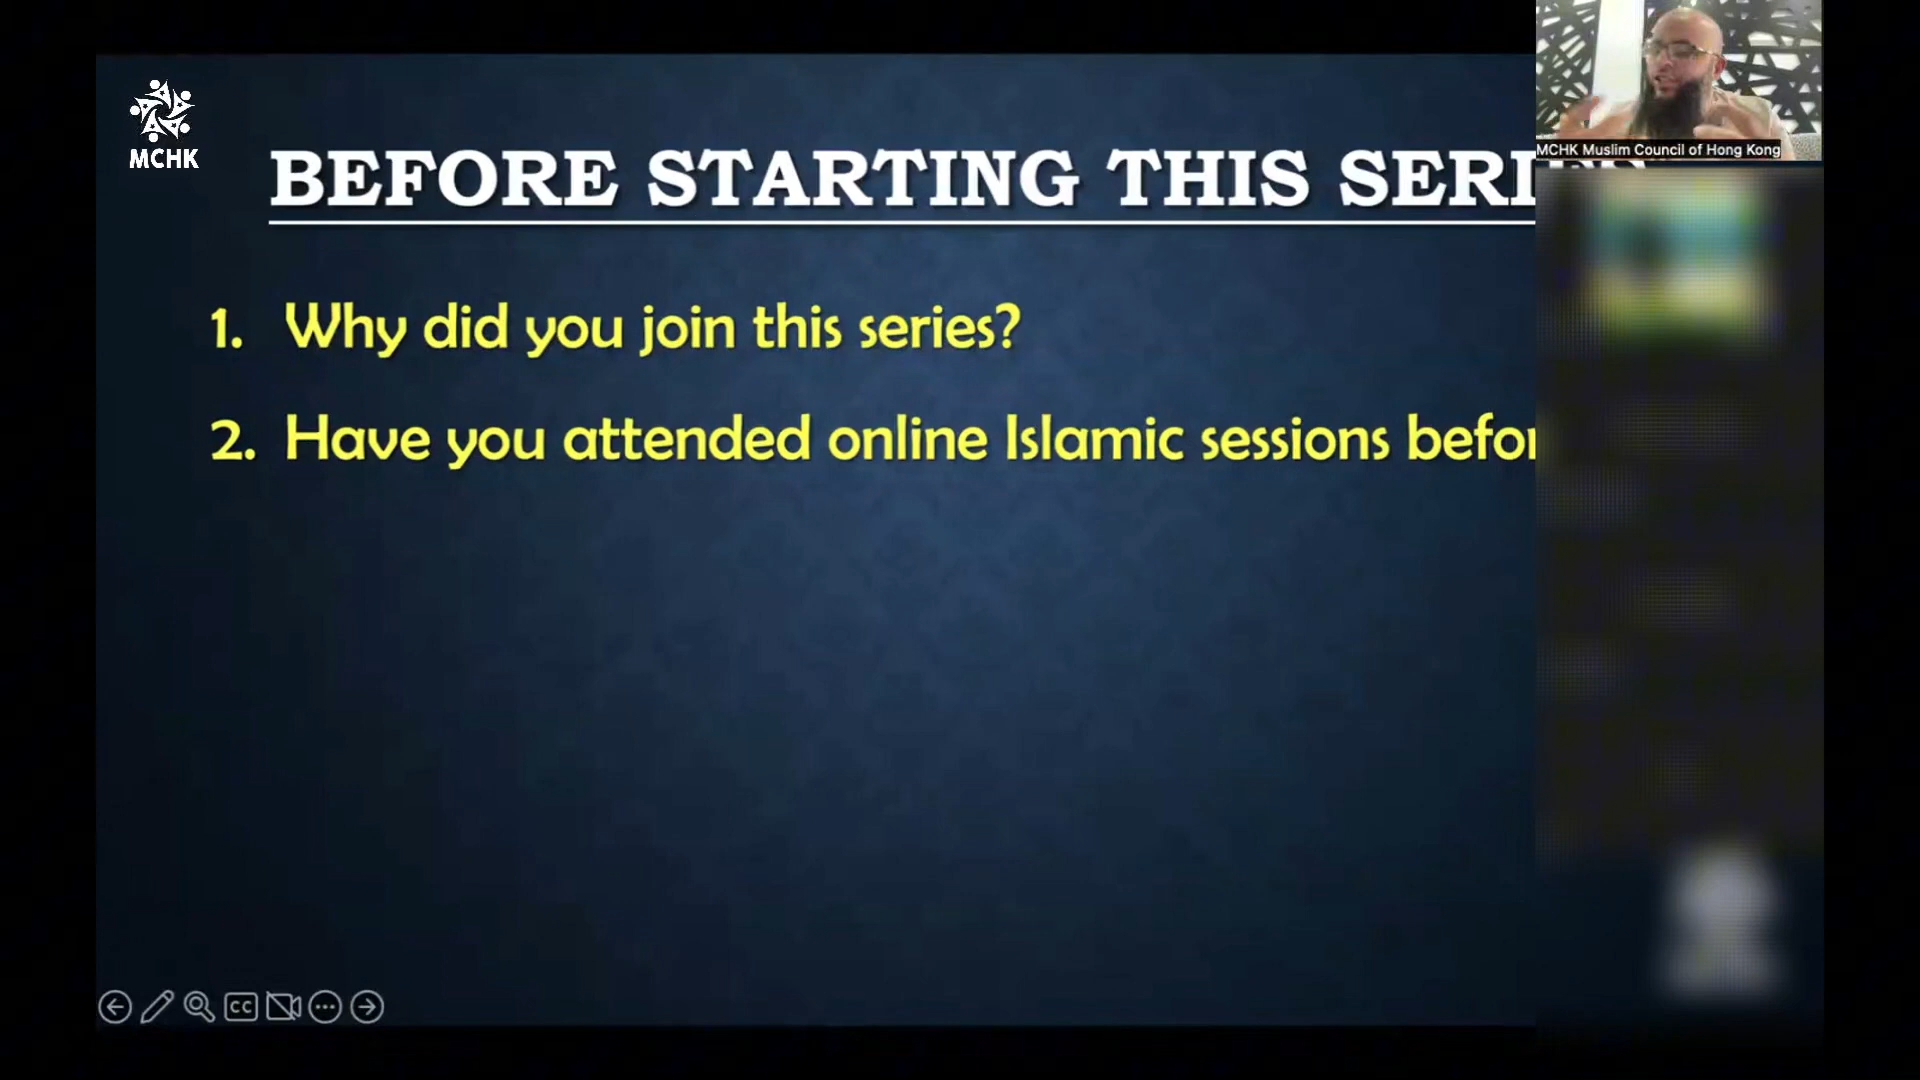 MCHK
BEFORE STARTING THIS SERI
1. Why did you join this series?
2. Have you attended online Islamic sessions befor
MCHK Muslim Council of Hong Kong
CC